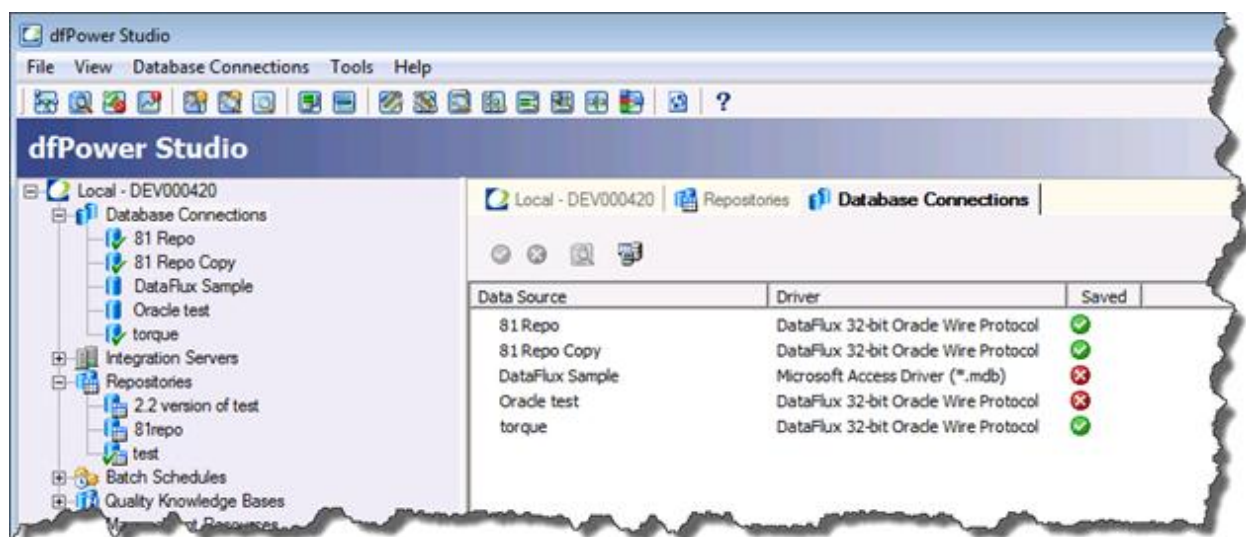 dfPower Studio
File View Database Connections Tools Help
?
dfPower Studio
Local - DEV000420
Database Connections
81 Repo
81 Repo Copy
DataFlux Sample
Oracle test
torque
Integration Servers
Repositories
2.2 version of test
81repo
test
Batch Schedules
Quality Knowledge Bases
Local - DEV000420 Repositories Database Connections
Data Source Driver Saved
81 Repo DataFlux 32-bit Oracle Wire Protocol
81 Repo Copy DataFlux 32-bit Oracle Wire Protocol
DataFlux Sample Microsoft Access Driver (*.mdb)
Oracle test DataFlux 32-bit Oracle Wire Protocol
torque DataFlux 32-bit Oracle Wire Protocol